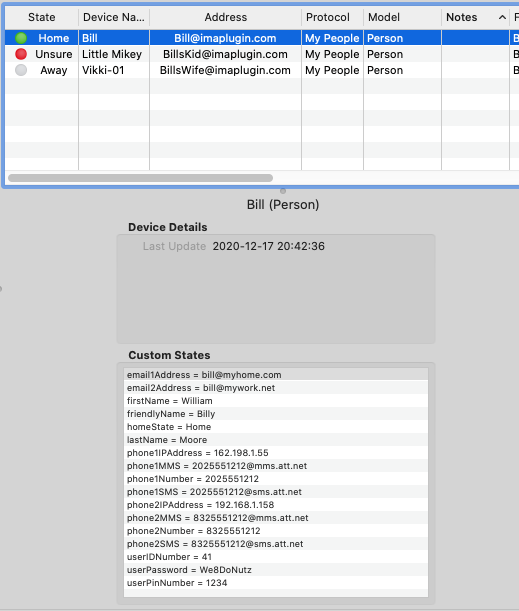 State Device Na... Address Protocol Model Notes P
Home Bill Bill@imaplugin.com My People Person B
Unsure Little Mikey BillsKid@imaplugin.com My People Person B
Away Vikki-01 BillsWife@imaplugin.com My People Person B
Bill (Person)
Device Details
Last Update 2020-12-17 20:42:36
Custom States
email1Address = bill@myhome.com
email2Address = bill@mywork.net
firstName = William
friendlyName = Billy
homeState = Home
lastName = Moore
phone1IPAddress = 162.198.1.55
phone1MMS = 2025551212@mms.att.net
phone1Number = 2025551212
phone1SMS = 2025551212@sms.att.net
phone2IPAddress = 192.168.1.158
phone2MMS = 8325551212@mms.att.net
phone2Number = 8325551212
phone2SMS = 8325551212@sms.att.net
userIDNumber = 41
userPassword = We8DoNutz
userPinNumber = 1234